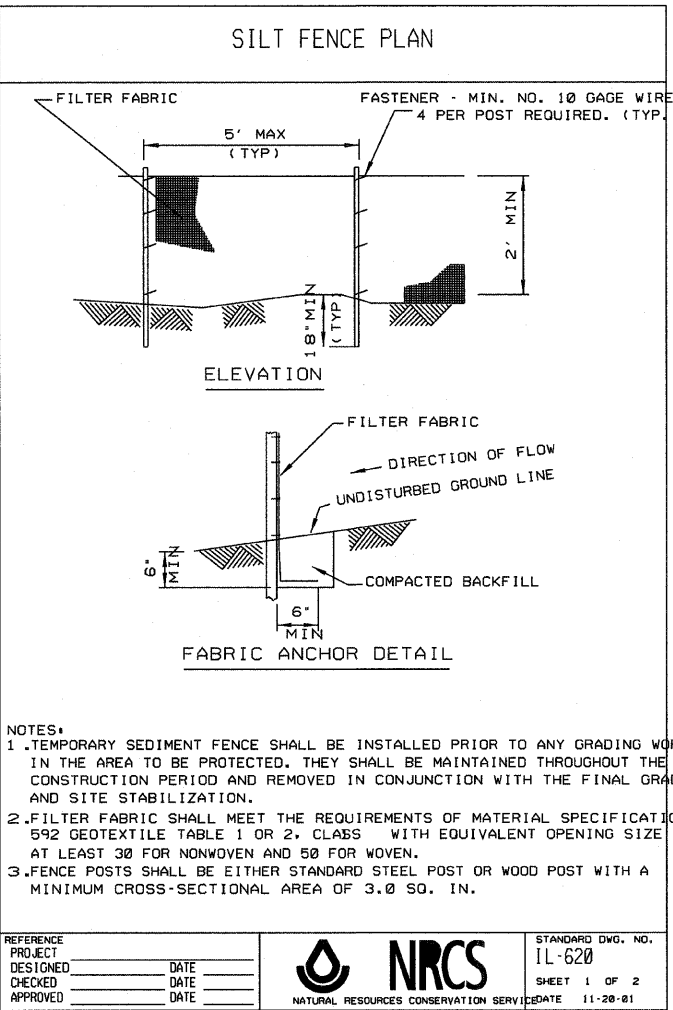 SILT FENCE PLAN
FILTER FABRIC
FASTENER - MIN. NO. 10 GAGE WIRE
4 PER POST REQUIRED. (TYP.
5' MAX
(TYP)
2' MIN
18"MIN
(TYP)
ELEVATION
FILTER FABRIC
DIRECTION OF FLOW
UNDISTURBED GROUND LINE
6"
MIN
COMPACTED BACKFILL
6"
MIN
FABRIC ANCHOR DETAIL
NOTES:
1 .TEMPORARY SEDIMENT FENCE SHALL BE INSTALLED PRIOR TO ANY GRADING WOR
IN THE AREA TO BE PROTECTED. THEY SHALL BE MAINTAINED THROUGHOUT THE
CONSTRUCTION PERIOD AND REMOVED IN CONJUNCTION WITH THE FINAL GRAD
AND SITE STABILIZATION.
2.FILTER FABRIC SHALL MEET THE REQUIREMENTS OF MATERIAL SPECIFICATIO
592 GEOTEXTILE TABLE 1 OR 2, CLASS WITH EQUIVALENT OPENING SIZE
AT LEAST 30 FOR NONWOVEN AND 50 FOR WOVEN.
3.FENCE POSTS SHALL BE EITHER STANDARD STEEL POST OR WOOD POST WITH A
MINIMUM CROSS-SECTIONAL AREA OF 3.0 SQ. IN.
REFERENCE
PROJECT
DESIGNED DATE
CHECKED DATE
APPROVED DATE
NRCS
NATURAL RESOURCES CONSERVATION SERVICE
STANDARD DWG. NO.
IL-620
SHEET 1 OF 2
DATE 11-20-01